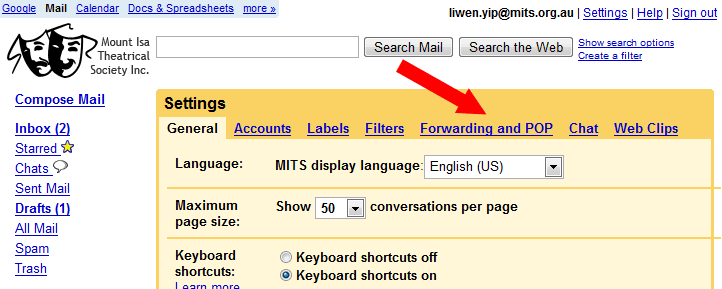 Google Mail Calendar Docs & Spreadsheets more »
liwen.yip@mits.org.au | Settings | Help | Sign out
Mount Isa
Theatrical
Society Inc.
Search Mail Search the Web
Show search options
Create a filter
Compose Mail
Inbox (2)
Starred
Chats
Sent Mail
Drafts (1)
All Mail
Spam
Trash
Settings
General Accounts Labels Filters Forwarding and POP Chat Web Clips
Language: MITS display language: English (US)
Maximum
page size:
Show 50 conversations per page
Keyboard
shortcuts:
Learn more
Keyboard shortcuts off
Keyboard shortcuts on